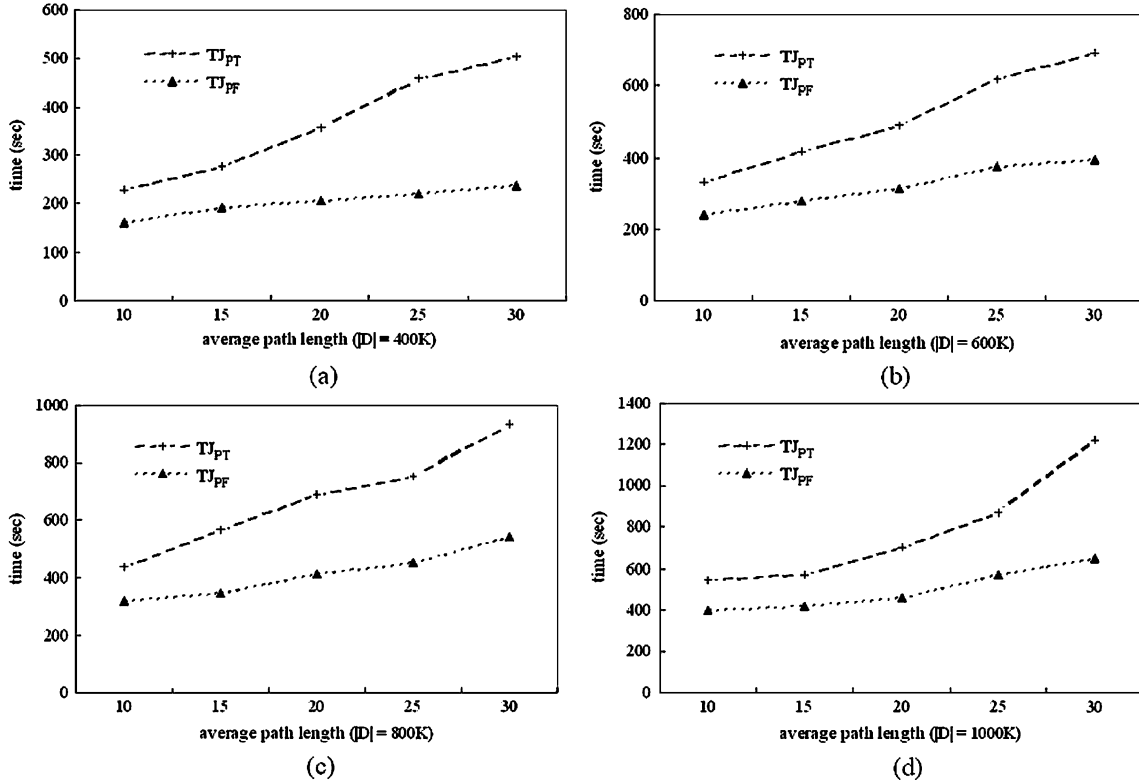 600
500
400
300
200
100
0
time (sec)
TJPT
TJPF
10 15 20 25 30
average path length (|D| = 400K)
(a)
800
600
400
200
0
time (sec)
TJPT
TJPF
10 15 20 25 30
average path length (|D| = 600K)
(b)
1000
800
600
400
200
0
time (sec)
TJPT
TJPF
10 15 20 25 30
average path length (|D| = 800K)
(c)
1400
1200
1000
800
600
400
200
0
time (sec)
TJPT
TJPF
10 15 20 25 30
average path length (|D| = 1000K)
(d)